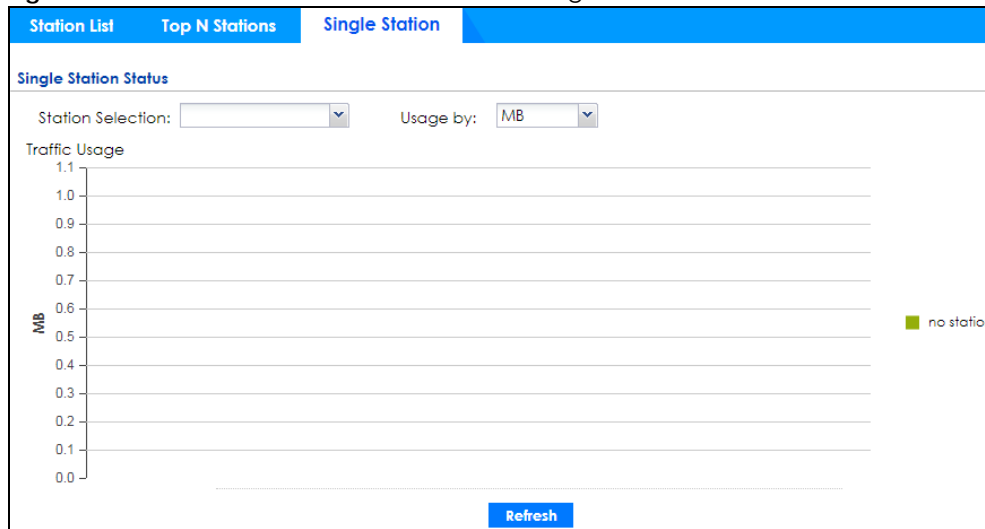 Station List Top N Stations Single Station
Single Station Status
Station Selection: Usage by: MB
Traffic Usage
1.1
1.0
0.9
0.8
0.7
0.6
0.5
0.4
0.3
0.2
0.1
0.0
MB
no statio
Refresh